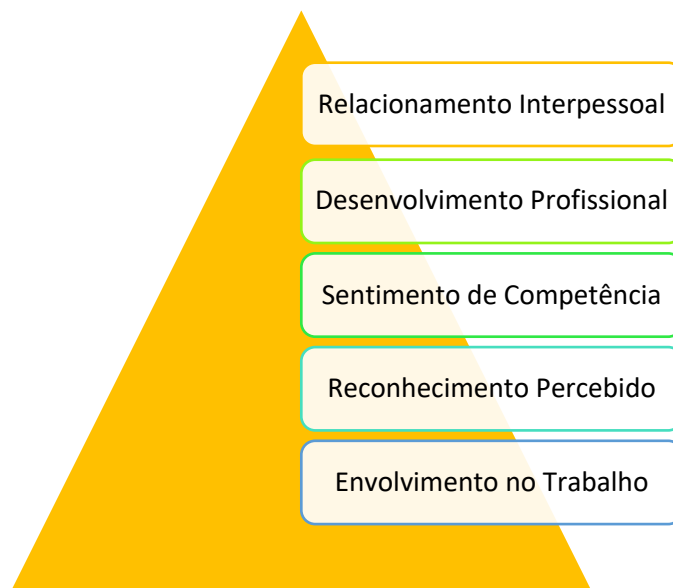 Relacionamento Interpessoal
Desenvolvimento Profissional
Sentimento de Competência
Reconhecimento Percebido
Envolvimento no Trabalho